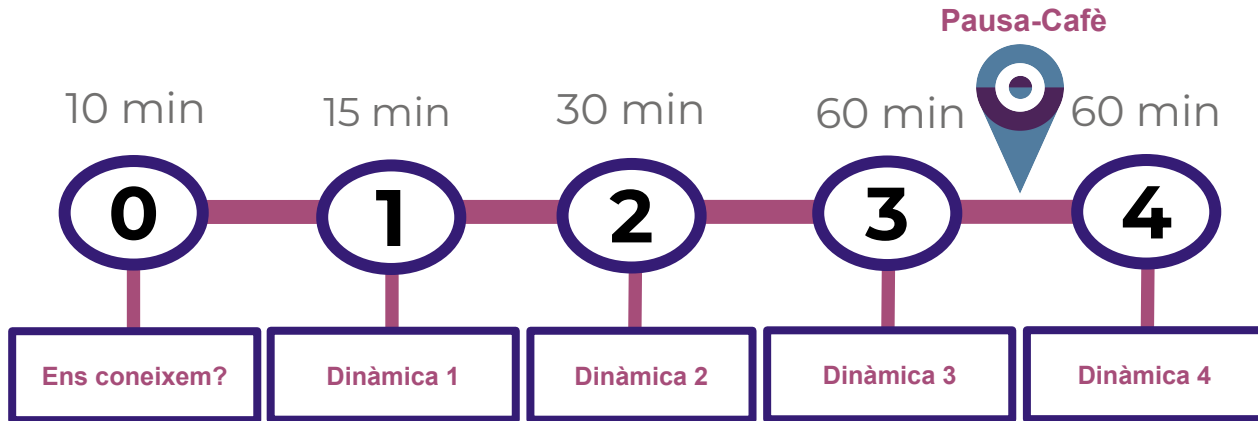 Pausa-Cafè
10 min
15 min
30 min
60 min
60 min
0
1
2
3
4
Ens coneixem?
Dinàmica 1
Dinàmica 2
Dinàmica 3
Dinàmica 4